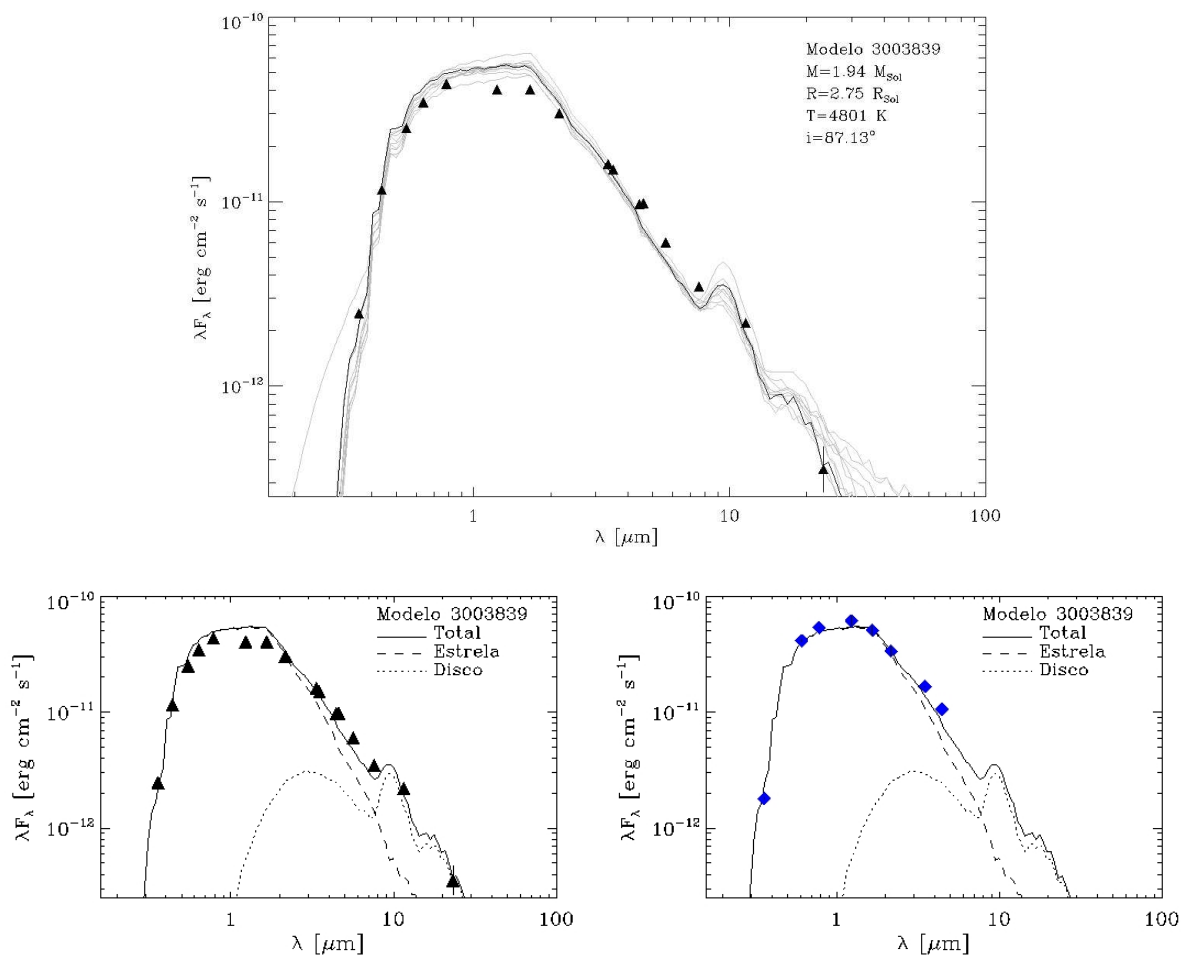 10⁻¹⁰
Modelo 3003839
M=1.94 M_Sol
R=2.75 R_Sol
T=4801 K
i=87.13°
10⁻¹¹
10⁻¹²
λF_λ [erg cm⁻² s⁻¹]
1
10
100
λ [μm]
10⁻¹⁰
Modelo 3003839
Total
Estrela
Disco
10⁻¹¹
10⁻¹²
λF_λ [erg cm⁻² s⁻¹]
1
10
100
λ [μm]
10⁻¹⁰
Modelo 3003839
Total
Estrela
Disco
10⁻¹¹
10⁻¹²
λF_λ [erg cm⁻² s⁻¹]
1
10
100
λ [μm]